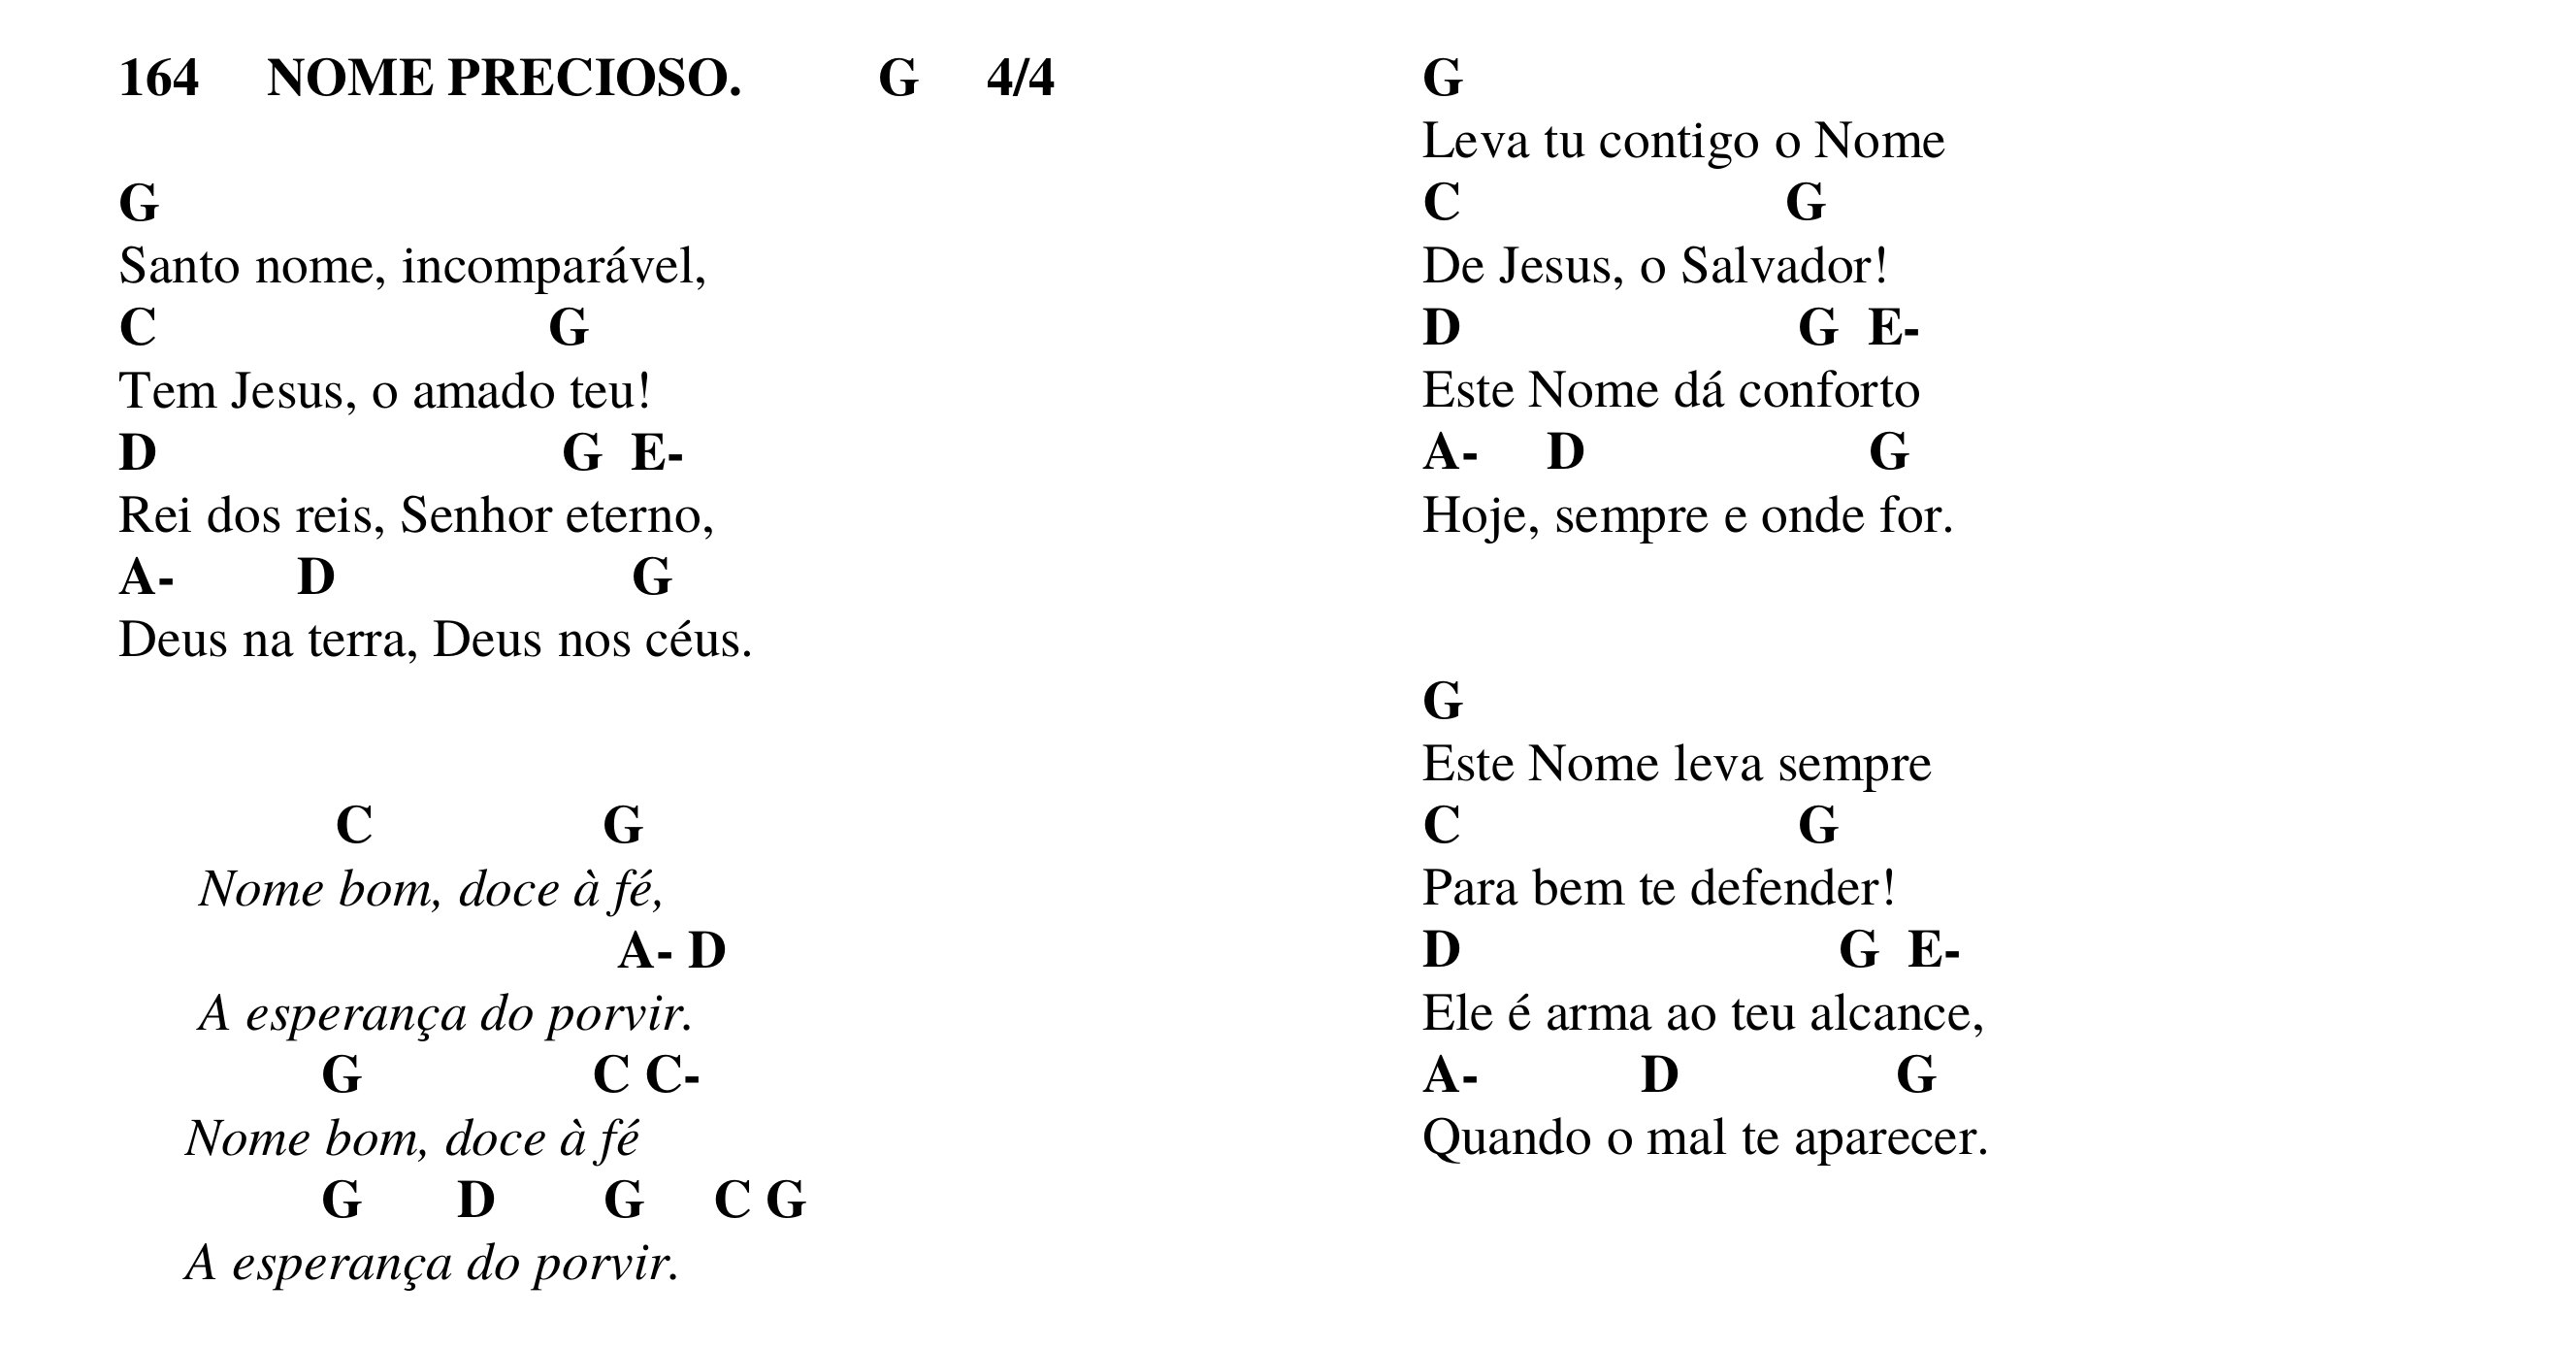 164 NOME PRECIOSO. G 4/4
G
Santo nome, incomparável,
C G
Tem Jesus, o amado teu!
D G E-
Rei dos reis, Senhor eterno,
A- D G
Deus na terra, Deus nos céus.
C G
Nome bom, doce à fé,
A- D
A esperança do porvir.
G C C-
Nome bom, doce à fé
G D G C G
A esperança do porvir.
G
Leva tu contigo o Nome
C G
De Jesus, o Salvador!
D G E-
Este Nome dá conforto
A- D G
Hoje, sempre e onde for.
G
Este Nome leva sempre
C G
Para bem te defender!
D G E-
Ele é arma ao teu alcance,
A- D G
Quando o mal te aparecer.